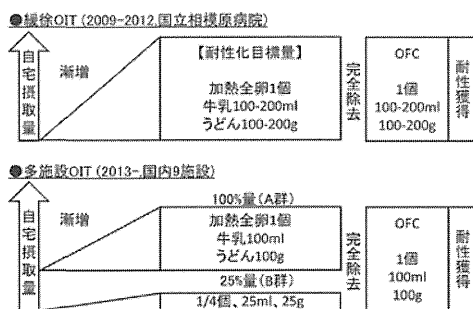 ●緩徐OIT (2009-2012,国立相模原病院)
自宅摂取量
漸増
【耐性化目標量】
加熱全卵1個
牛乳100-200ml
うどん100-200g
完全除去
OFC
1個
100-200ml
100-200g
耐性獲得
●多施設OIT (2013-,国内9施設)
自宅摂取量
漸増
100%量(A群)
加熱全卵1個
牛乳100ml
うどん100g
25%量(B群)
1/4個、25ml、25g
完全除去
OFC
1個
100ml
100g
耐性獲得